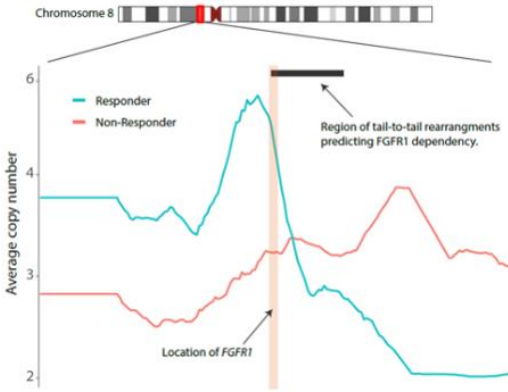 Chromosome 8
6
Responder
Non-Responder
Region of tail-to-tail rearrangments
predicting FGFR1 dependency.
4
Average copy number
3
Location of FGFR1
2